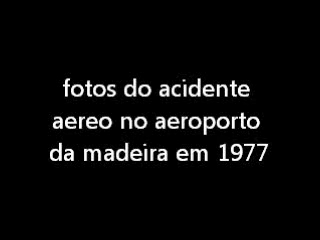 fotos do acidente
aereo no aeroporto
da madeira em 1977